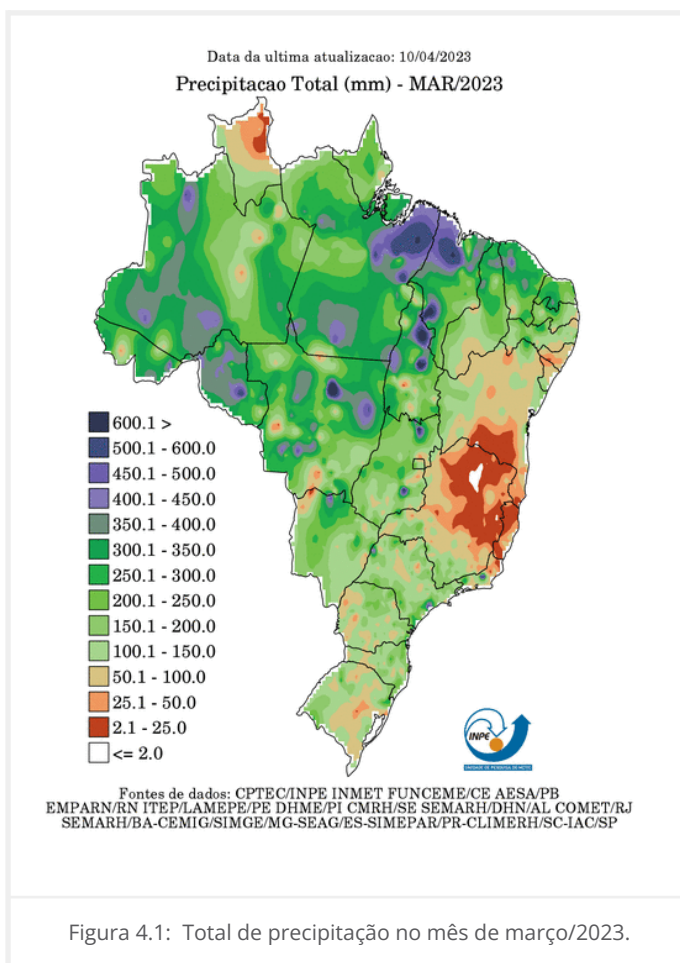 Data da ultima atualizacao: 10/04/2023
Precipitacao Total (mm) - MAR/2023
600.1 >
500.1 - 600.0
450.1 - 500.0
400.1 - 450.0
350.1 - 400.0
300.1 - 350.0
250.1 - 300.0
200.1 - 250.0
150.1 - 200.0
100.1 - 150.0
50.1 - 100.0
25.1 - 50.0
2.1 - 25.0
<= 2.0
INPE
Fontes de dados: CPTEC/INPE INMET FUNCEME/CE AESA/PB
EMPARN/RN ITEP/LAMEPE/PE DHME/PI CMRH/SE SEMARH/DHN/AL COMET/RJ
SEMARH/BA-CEMIG/SIMGE/MG-SEAG/ES-SIMEPAR/PR-CLIMERH/SC-IAC/SP
Figura 4.1: Total de precipitação no mês de março/2023.